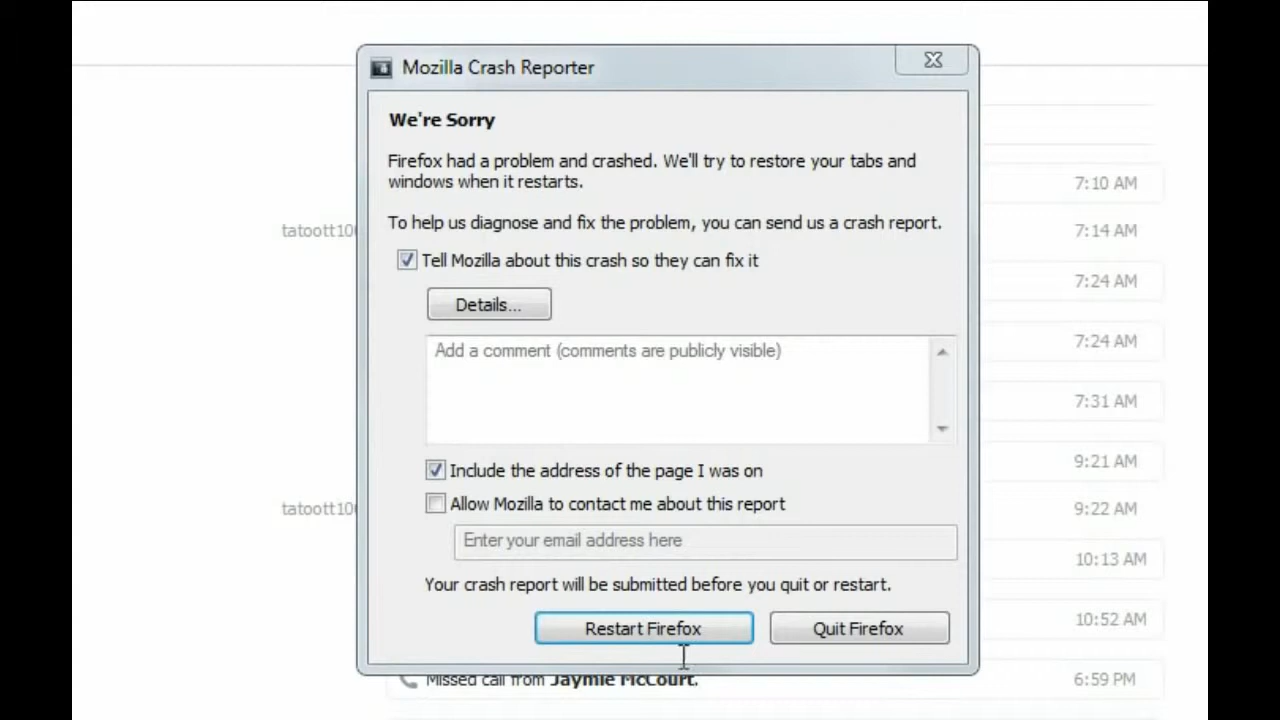 Mozilla Crash Reporter
We're Sorry
Firefox had a problem and crashed. We'll try to restore your tabs and
windows when it restarts.
To help us diagnose and fix the problem, you can send us a crash report.
Tell Mozilla about this crash so they can fix it
Details...
Add a comment (comments are publicly visible)
Include the address of the page I was on
Allow Mozilla to contact me about this report
Enter your email address here
Your crash report will be submitted before you quit or restart.
Restart Firefox
Quit Firefox
7:10 AM
7:14 AM
7:24 AM
7:24 AM
7:31 AM
9:21 AM
9:22 AM
10:13 AM
10:52 AM
Missed call from Jaymie McCourt. 6:59 PM